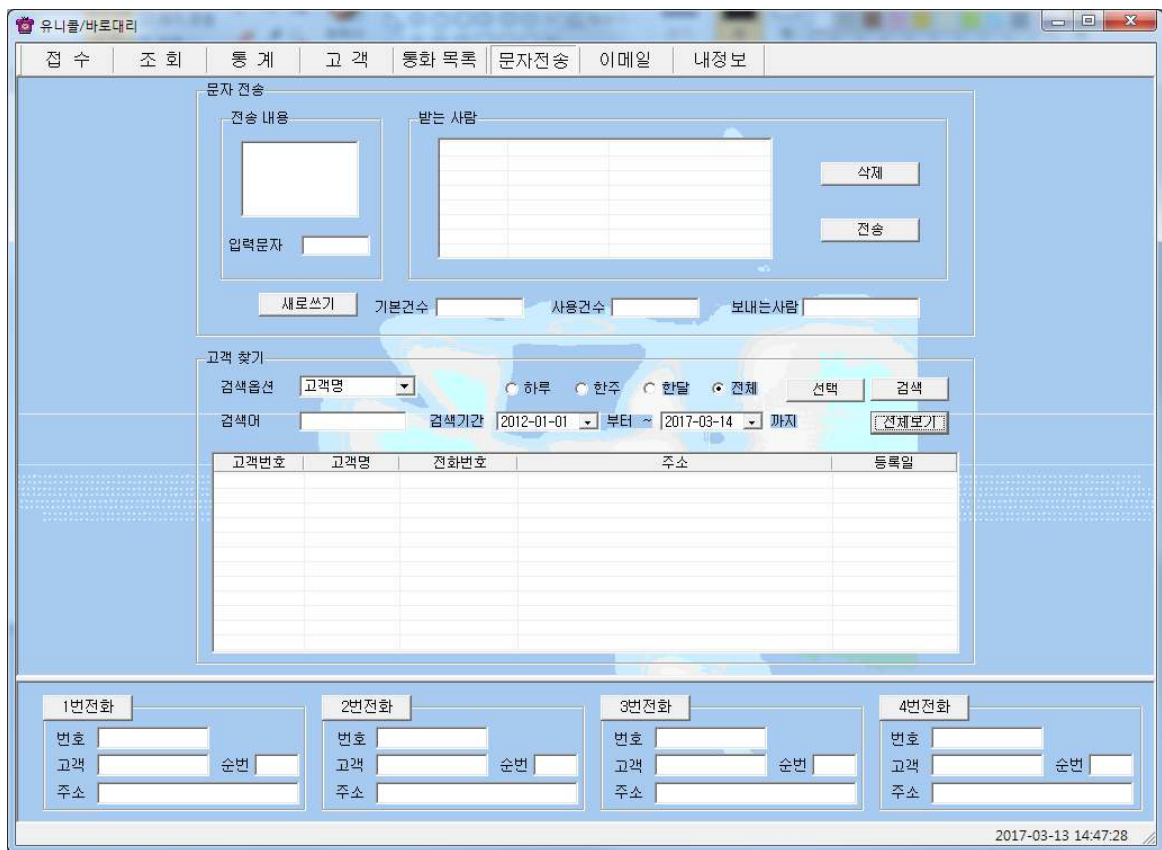 유니콜/바로대리
접 수 조 회 통 계 고 객 통화 목록 문자전송 이메일 내정보
문자 전송
전송 내용 받는 사람
삭제
전송
입력문자
새로쓰기 기본건수 사용건수 보내는사람
고객 찾기
검색옵션 고객명 하루 한주 한달 전체 선택 검색
검색어 검색기간 2012-01-01 부터 ~ 2017-03-14 까지 전체보기
고객번호 고객명 전화번호 주소 등록일
1번전화 2번전화 3번전화 4번전화
번호 번호 번호 번호
고객 순번 고객 순번 고객 순번 고객 순번
주소 주소 주소 주소
2017-03-13 14:47:28